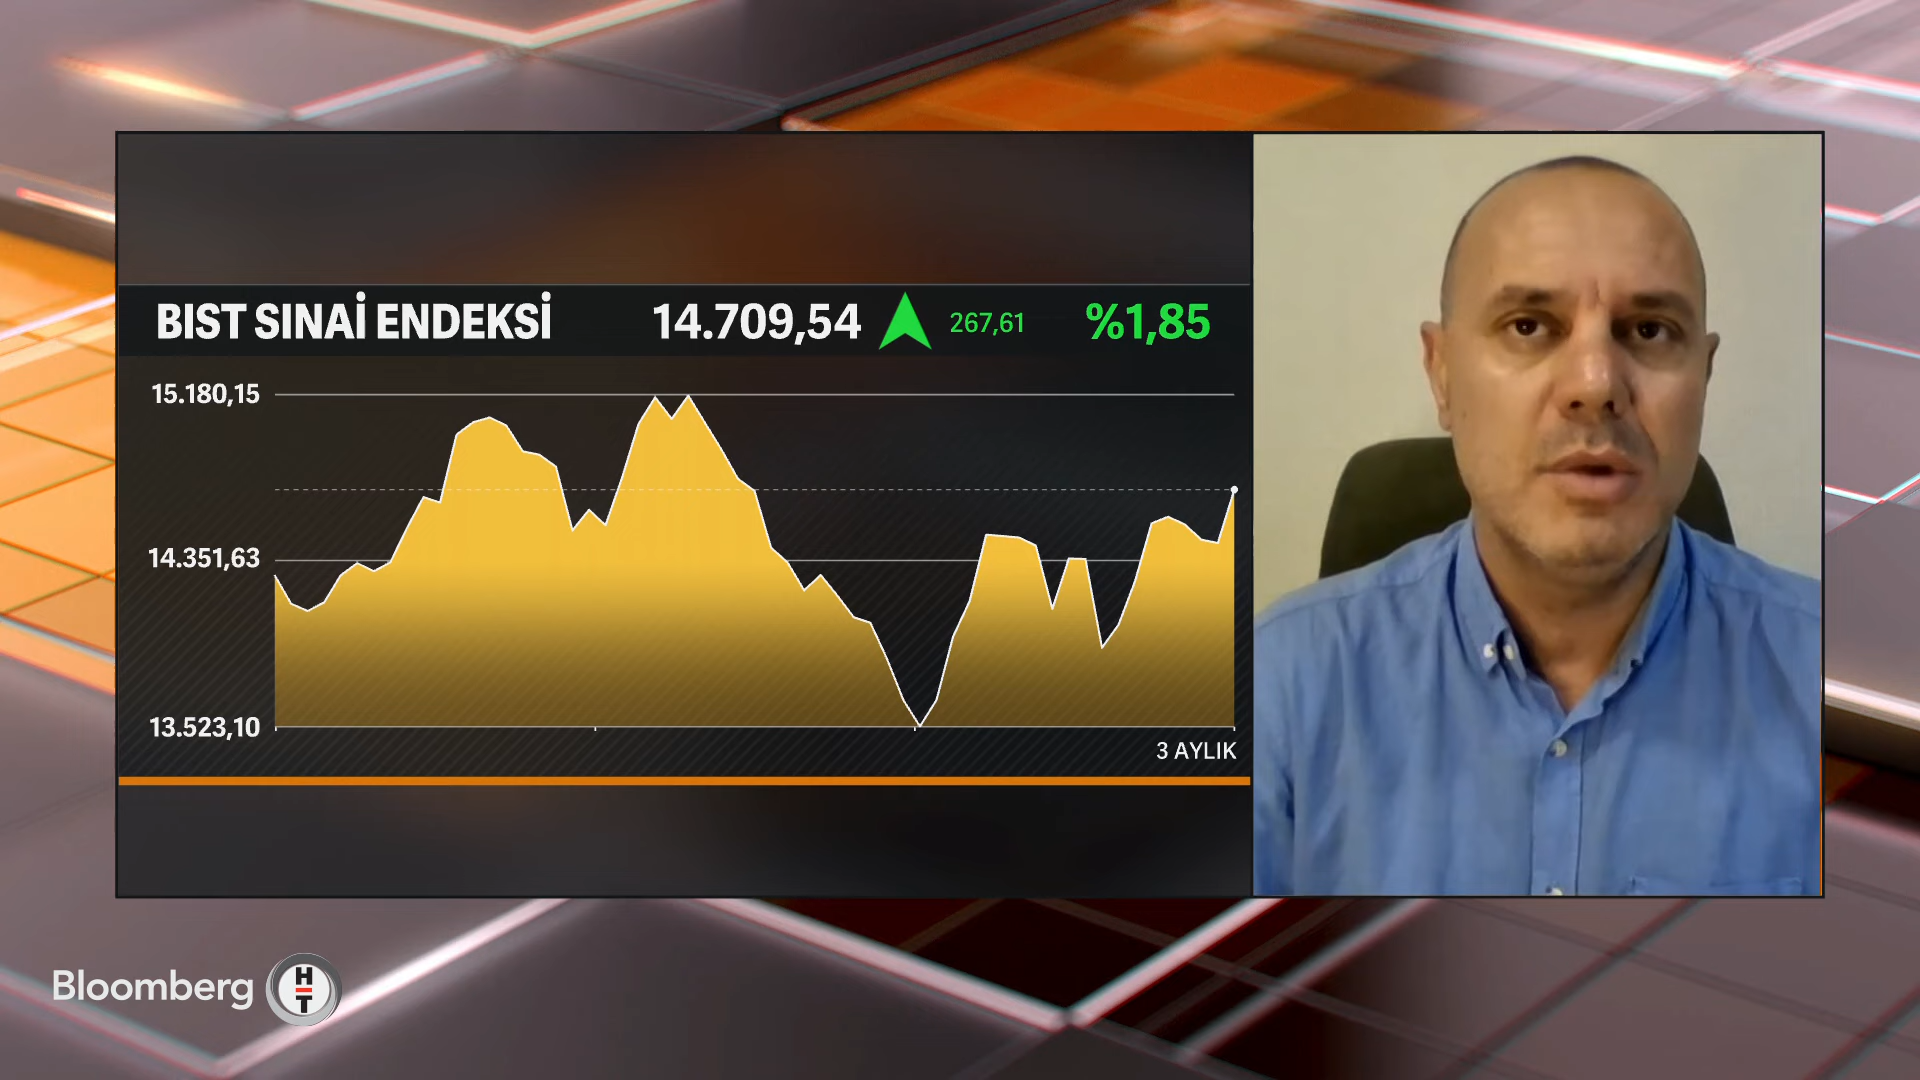 BIST SINAİ ENDEKSİ 14.709,54 267,61 %1,85
15.180,15
14.351,63
13.523,10
3 AYLIK
Bloomberg HT